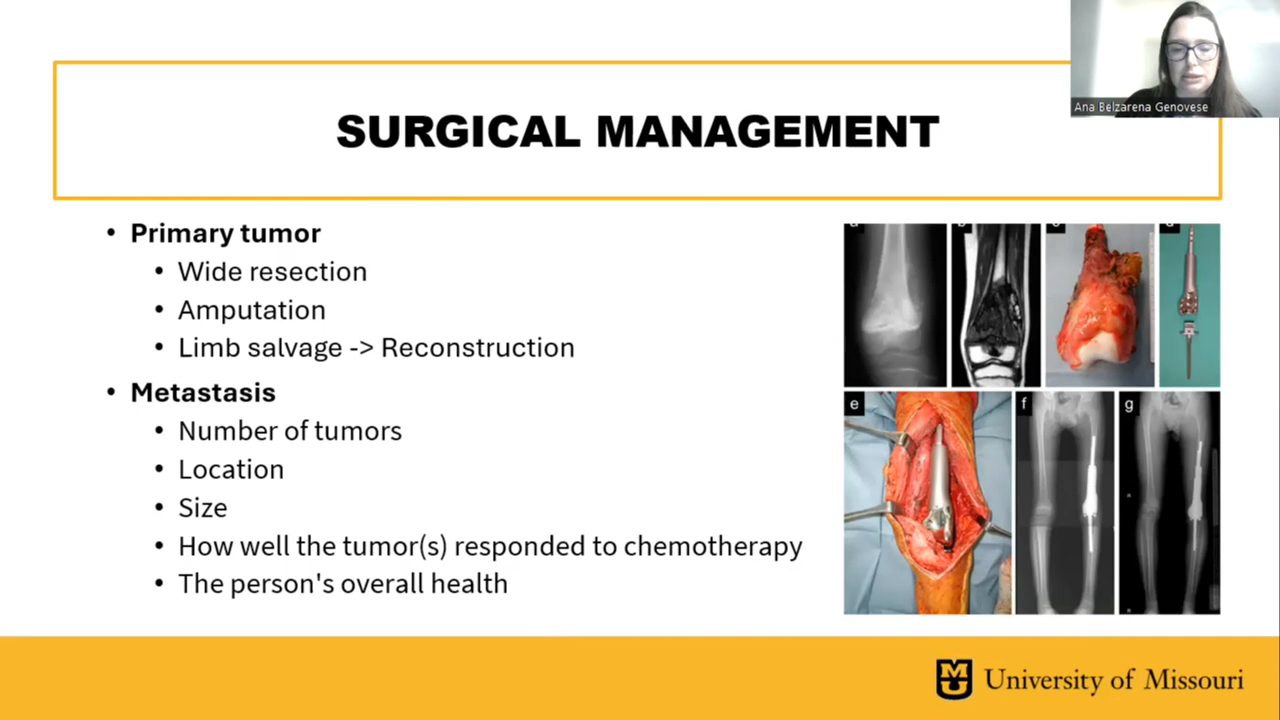 Ana Belzarena Genovese
SURGICAL MANAGEMENT
• Primary tumor
• Wide resection
• Amputation
• Limb salvage -> Reconstruction
• Metastasis
• Number of tumors
• Location
• Size
• How well the tumor(s) responded to chemotherapy
• The person's overall health
e
f
g
MU
University of Missouri